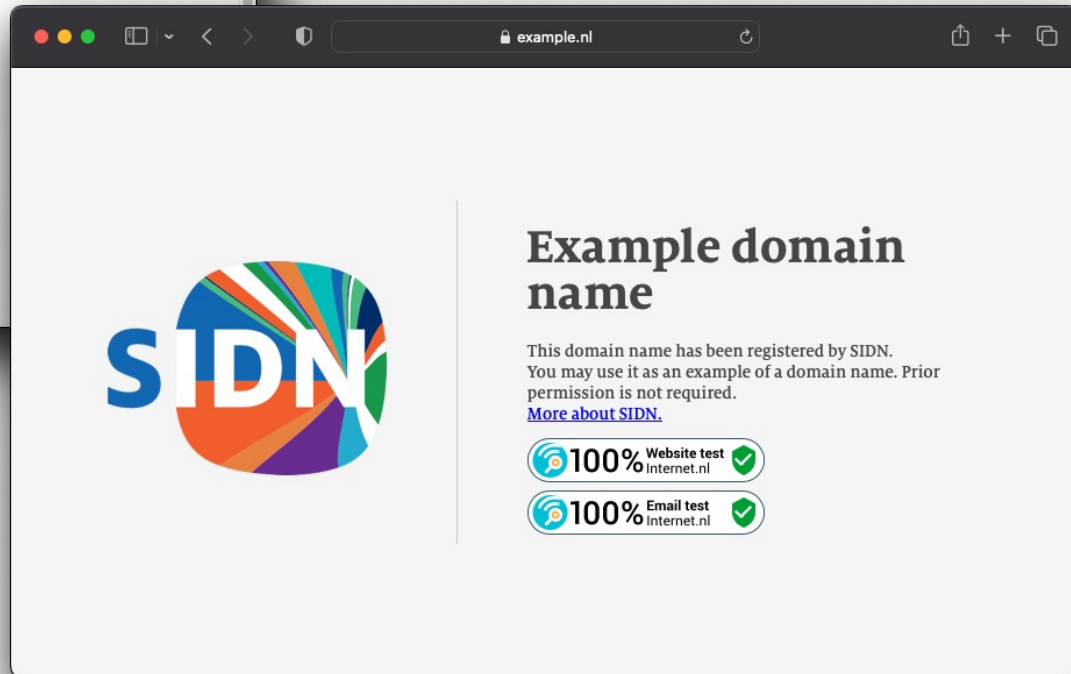 example.nl
SIDN
Example domain
name
This domain name has been registered by SIDN.
You may use it as an example of a domain name. Prior
permission is not required.
More about SIDN.
100% Website test
Internet.nl
100% Email test
Internet.nl